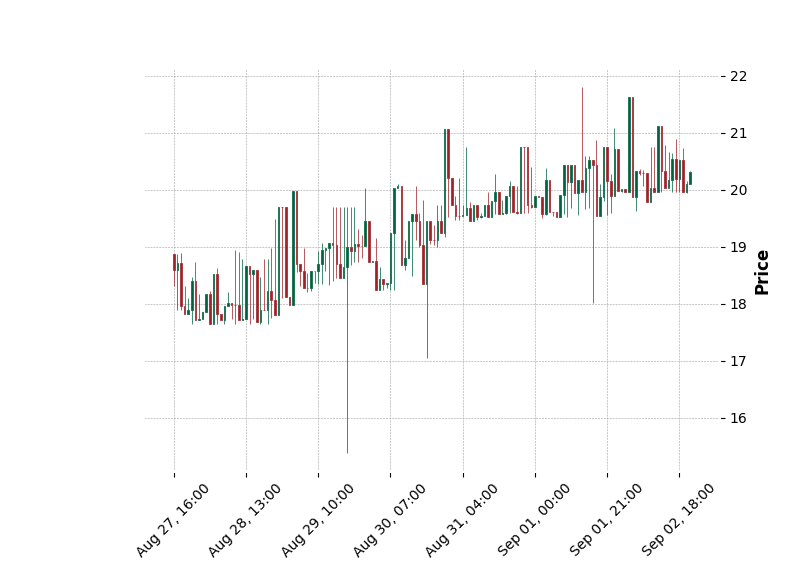 22
21
20
19
18
17
16
Price
Aug 27, 16:00
Aug 28, 13:00
Aug 29, 10:00
Aug 30, 07:00
Aug 31, 04:00
Sep 01, 00:00
Sep 01, 21:00
Sep 02, 18:00